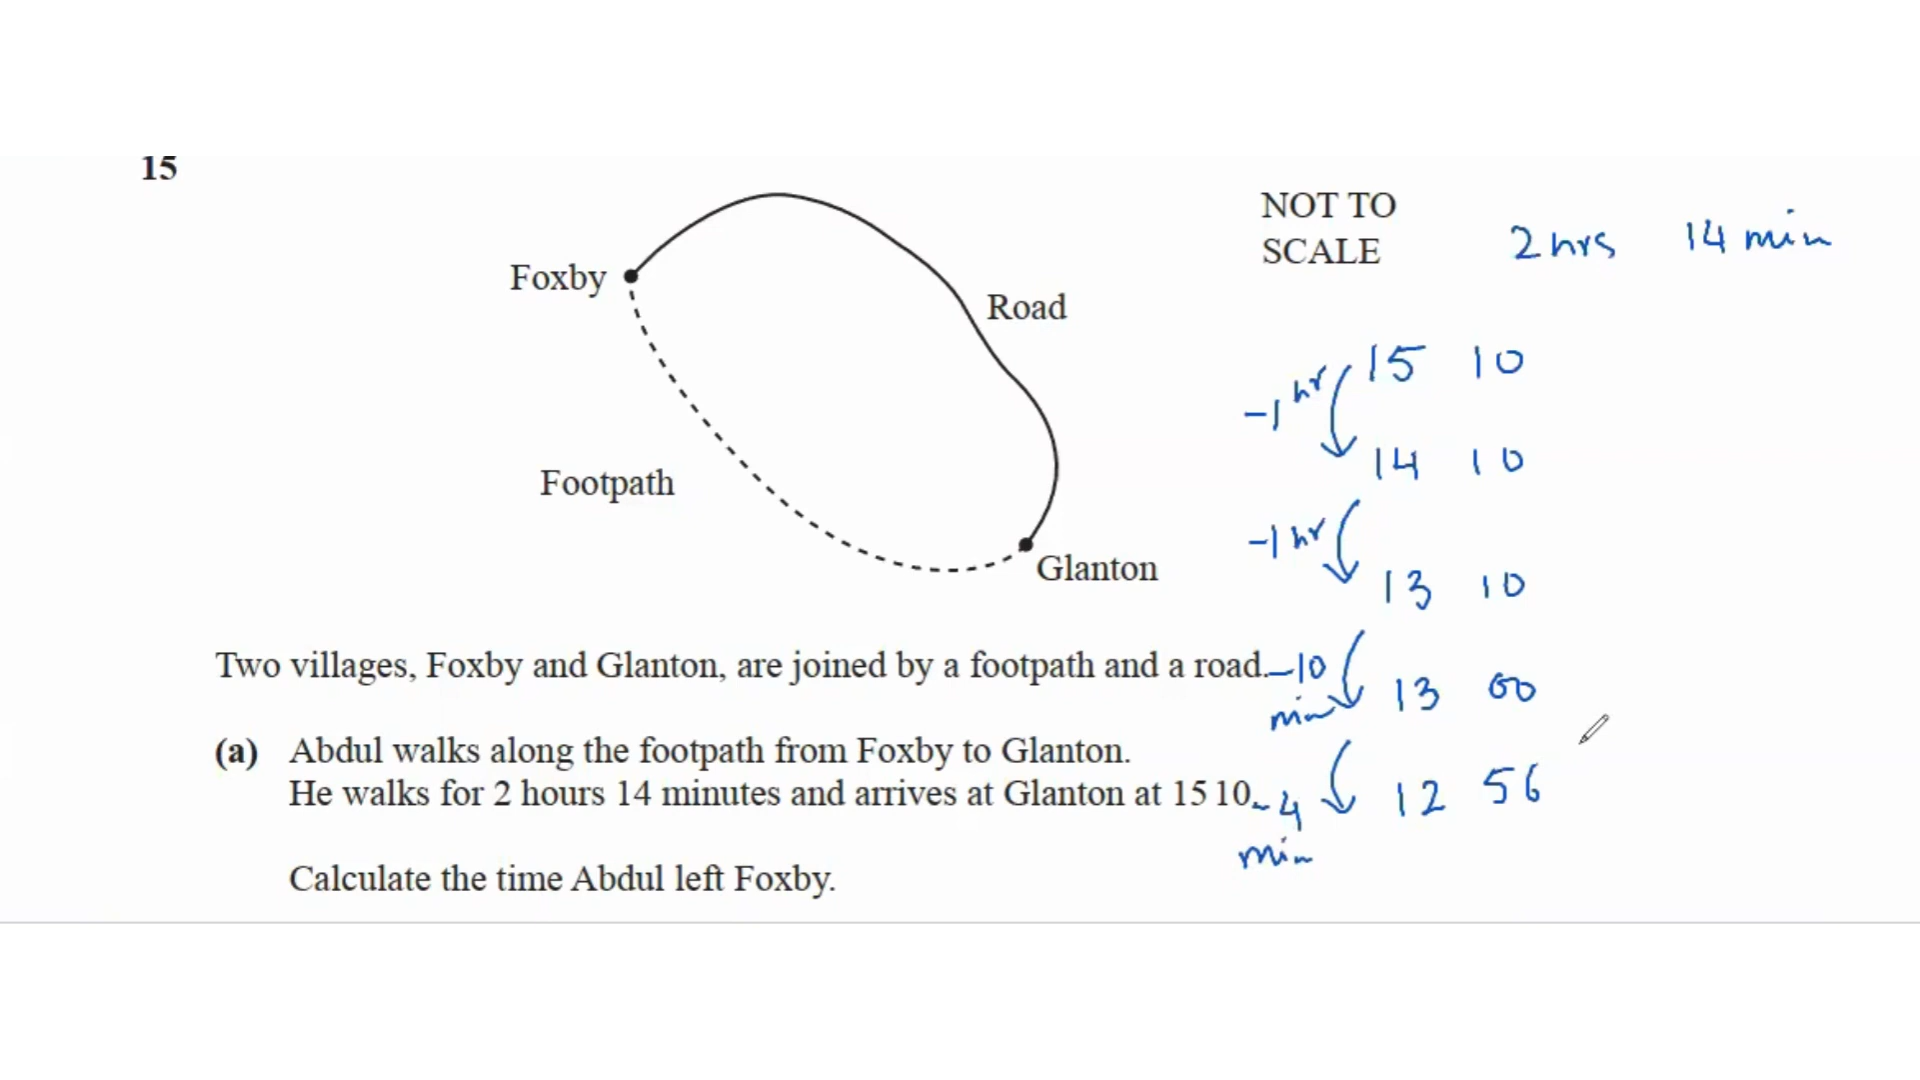 15
NOT TO
SCALE
2 hrs 14 min
Foxby
Road
Footpath
Glanton
15 10
-1 hr
14 10
-1 hr
13 10
-10
min
13 00
-4
min
12 56
Two villages, Foxby and Glanton, are joined by a footpath and a road.
(a) Abdul walks along the footpath from Foxby to Glanton.
He walks for 2 hours 14 minutes and arrives at Glanton at 15 10.
Calculate the time Abdul left Foxby.